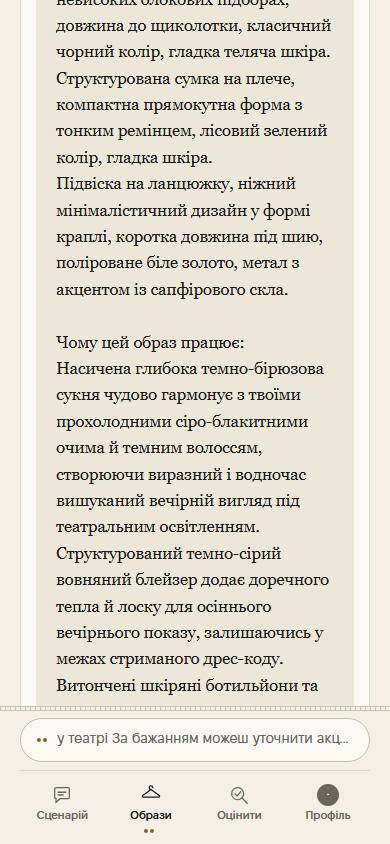 невисоких блокових підборах,
довжина до щиколотки, класичний
чорний колір, гладка теляча шкіра.
Структурована сумка на плече,
компактна прямокутна форма з
тонким ремінцем, лісовий зелений
колір, гладка шкіра.
Підвіска на ланцюжку, ніжний
мінімалістичний дизайн у формі
краплі, коротка довжина під шию,
поліроване біле золото, метал з
акцентом із сапфірового скла.
Чому цей образ працює:
Насичена глибока темно-бірюзова
сукня чудово гармонує з твоїми
прохолодними сіро-блакитними
очима й темним волоссям,
створюючи виразний і водночас
вишуканий вечірній вигляд під
театральним освітленням.
Структурований темно-сірий
вовняний блейзер додає доречного
тепла й лоску для осіннього
вечірнього показу, залишаючись у
межах стриманого дрес-коду.
Витончені шкіряні ботильйони та
у театрі За бажанням можеш уточнити акц...
Сценарій
Образи
Оцінити
Профіль